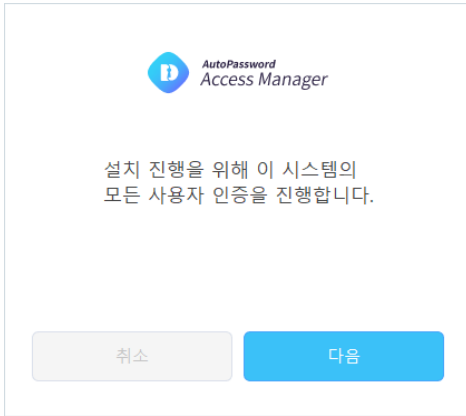 AutoPassword
Access Manager
설치 진행을 위해 이 시스템의
모든 사용자 인증을 진행합니다.
취소
다음